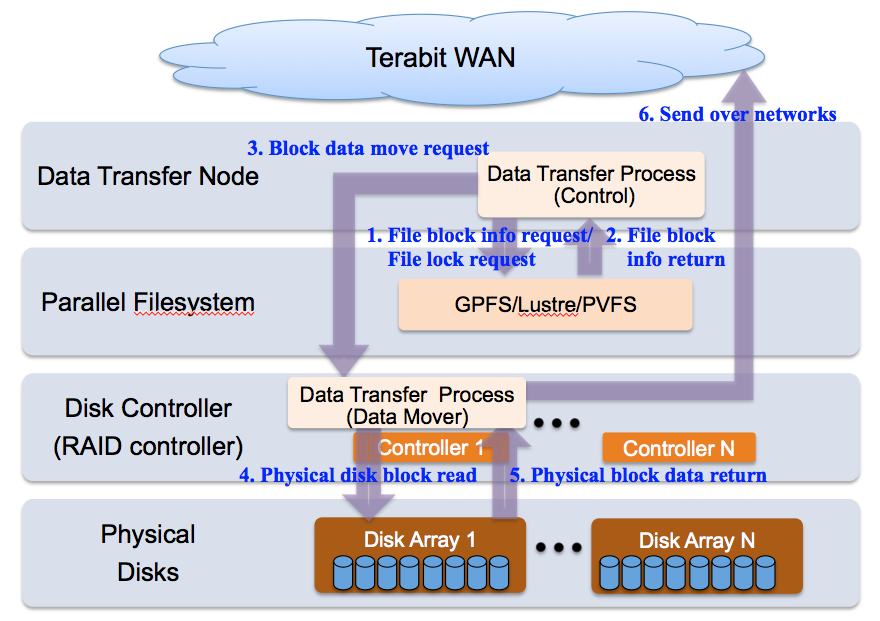 Terabit WAN
6. Send over networks
3. Block data move request
Data Transfer Node
Data Transfer Process
(Control)
1. File block info request/
File lock request
2. File block
info return
Parallel Filesystem
GPFS/Lustre/PVFS
Disk Controller
(RAID controller)
Data Transfer Process
(Data Mover)
Controller 1
Controller N
4. Physical disk block read
5. Physical block data return
Physical
Disks
Disk Array 1
Disk Array N